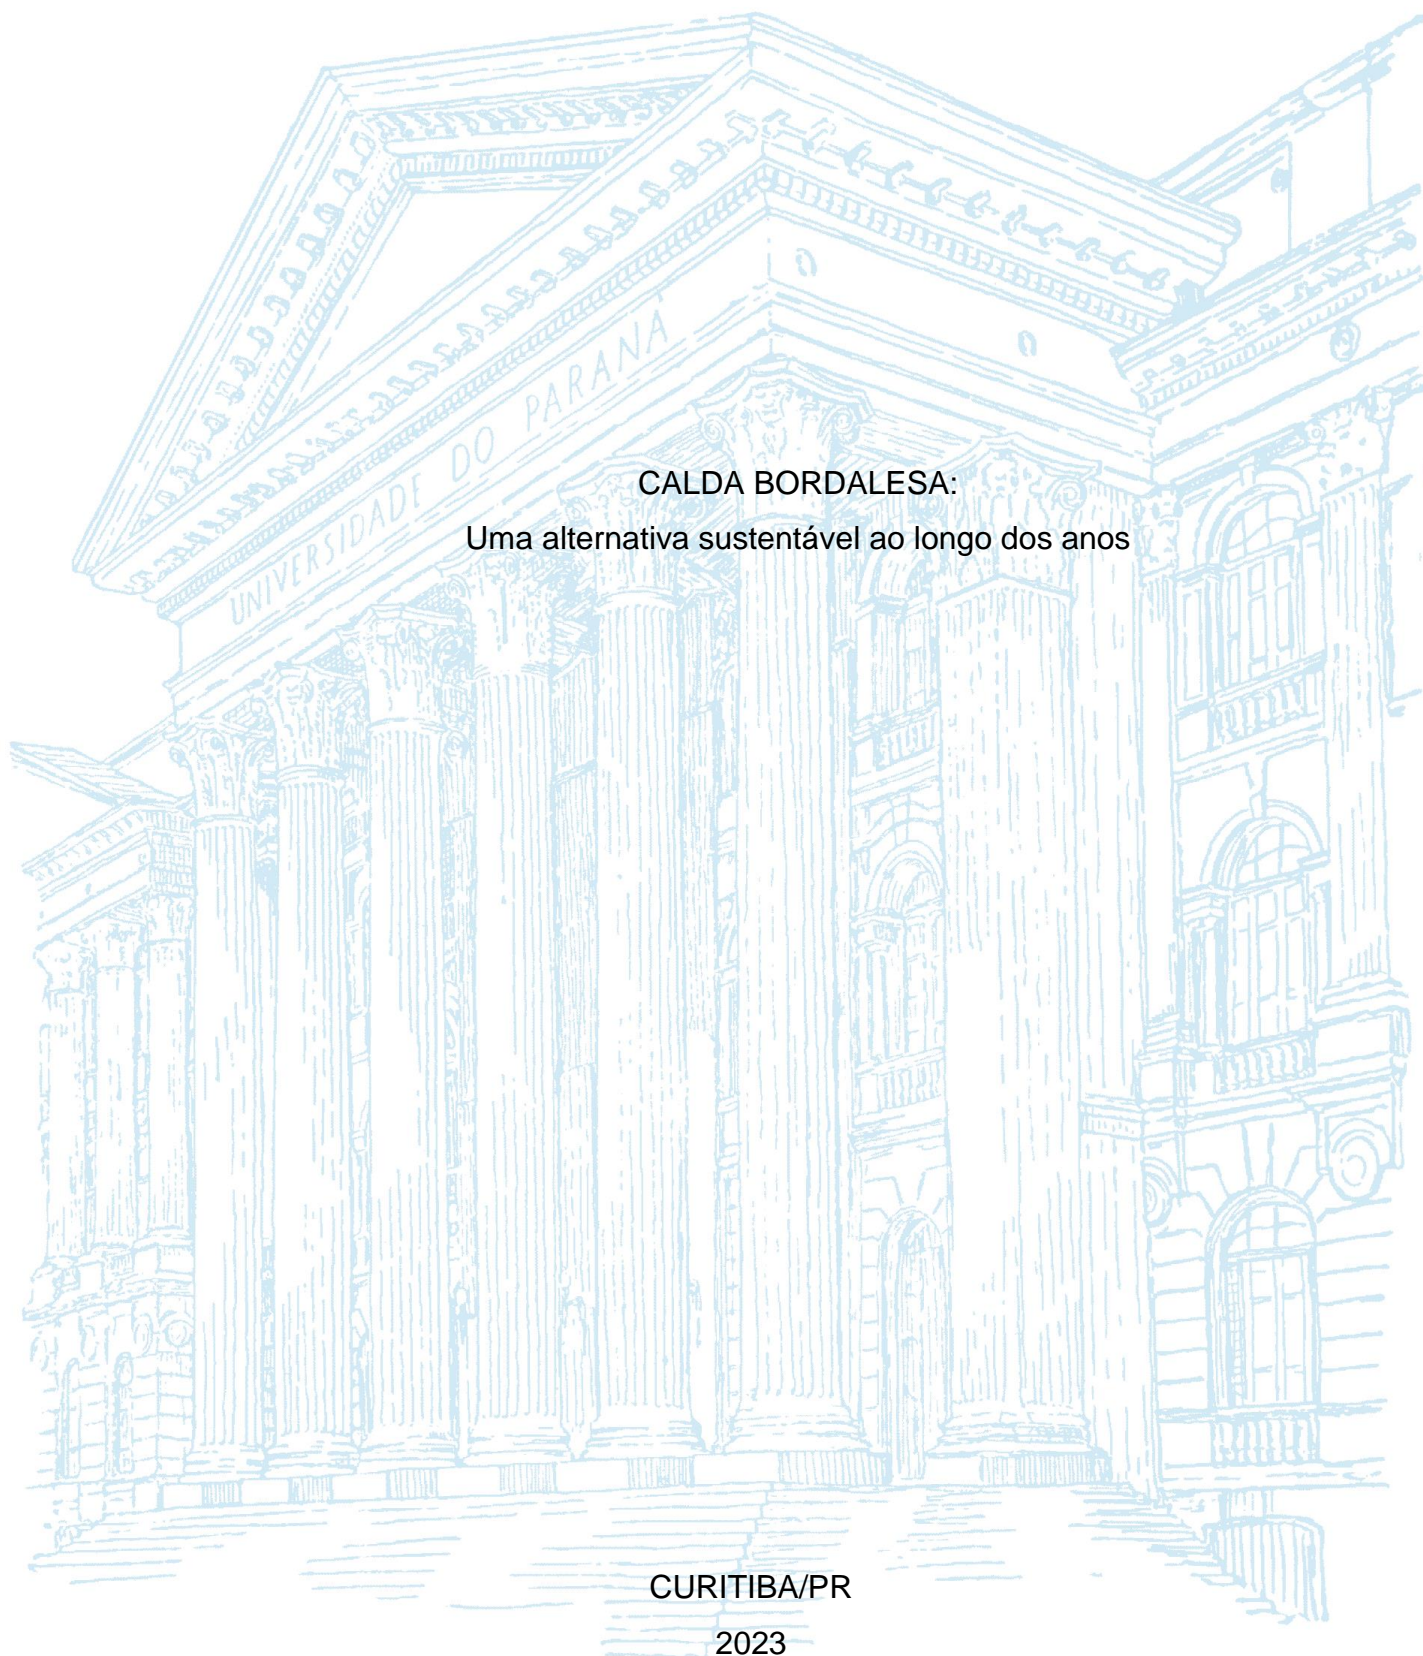 UNIVERSIDADE DO PARANÁ
CALDA BORDALESA:
Uma alternativa sustentável ao longo dos anos
CURITIBA/PR
2023